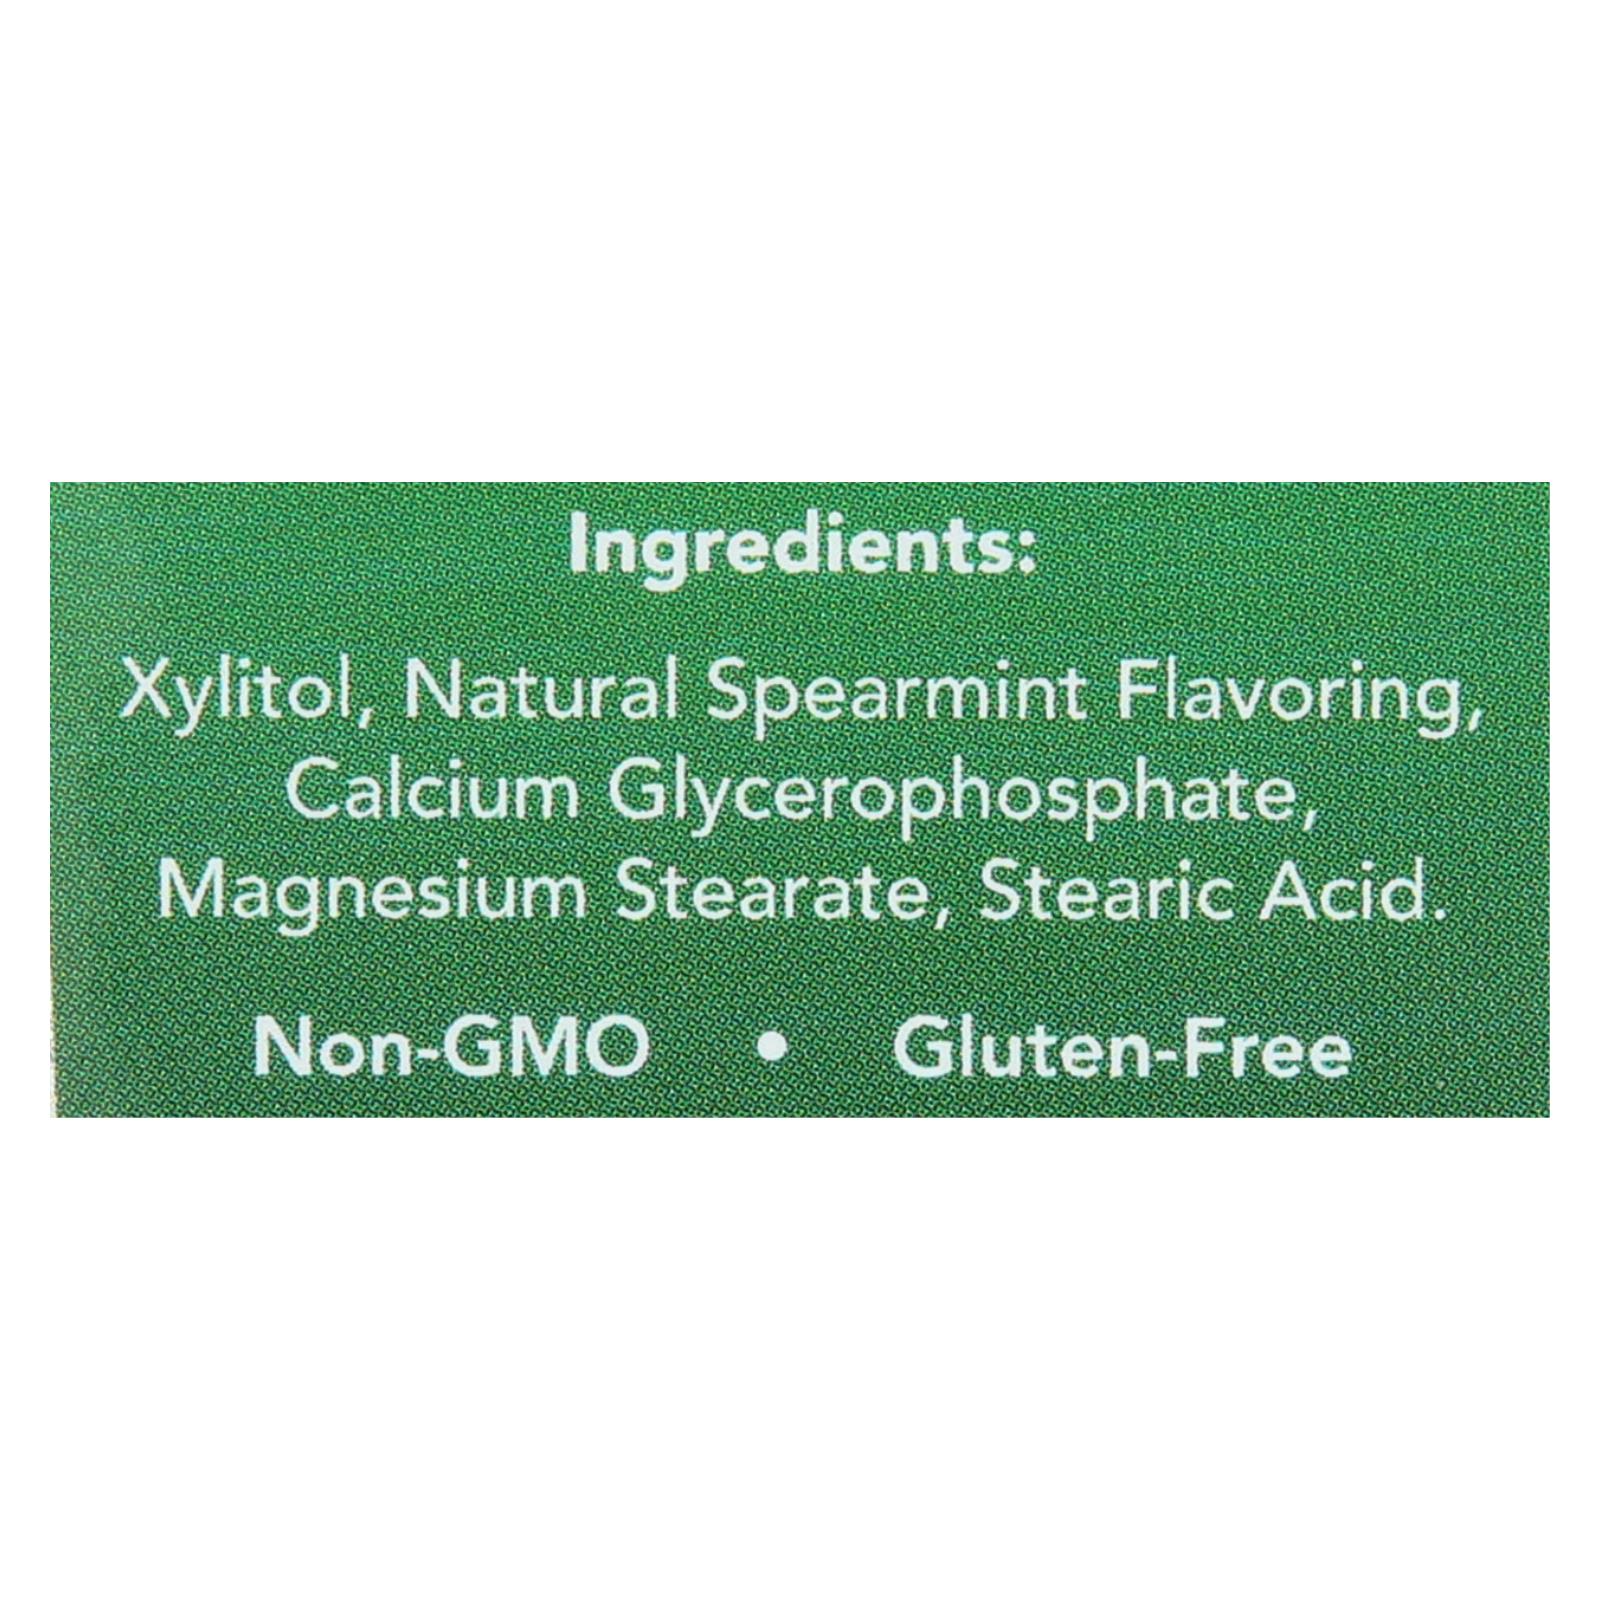 Ingredients:
Xylitol, Natural Spearmint Flavoring,
Calcium Glycerophosphate,
Magnesium Stearate, Stearic Acid.
Non-GMO • Gluten-Free